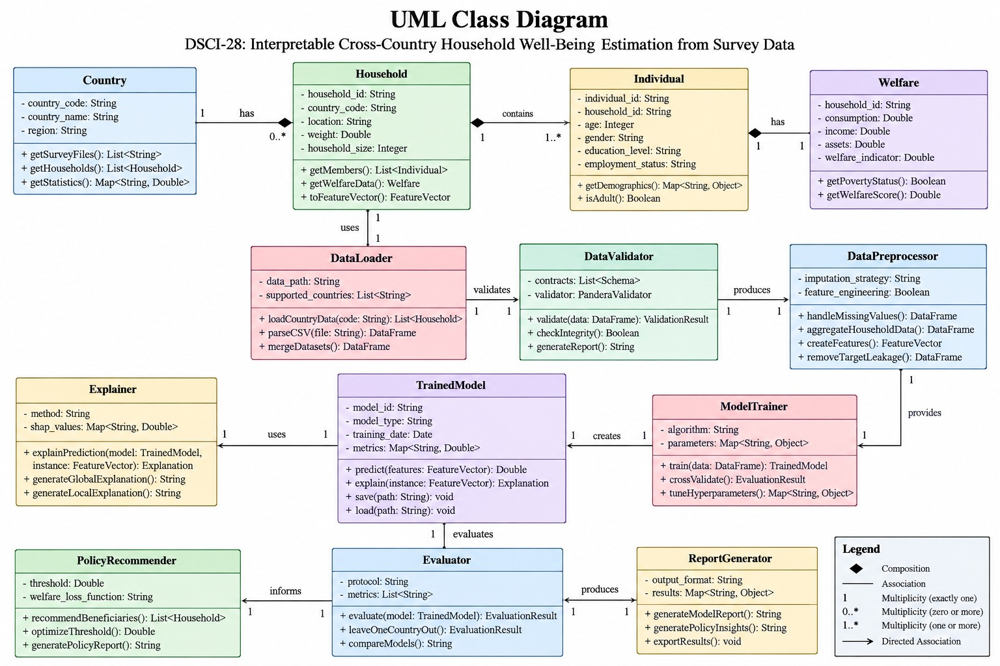 UML Class Diagram
DSCI-28: Interpretable Cross-Country Household Well-Being Estimation from Survey Data
Country
- country_code: String
- country_name: String
- region: String
+ getSurveyFiles(): List<String>
+ getHouseholds(): List<Household>
+ getStatistics(): Map<String, Double>
1
has
0..*
Household
- household_id: String
- country_code: String
- location: String
- weight: Double
- household_size: Integer
+ getMembers(): List<Individual>
+ getWelfareData(): Welfare
+ toFeatureVector(): FeatureVector
contains
1
1..*
Individual
- individual_id: String
- household_id: String
- age: Integer
- gender: String
- education_level: String
- employment_status: String
+ getDemographics(): Map<String, Object>
+ isAdult(): Boolean
has
1
1
Welfare
- household_id: String
- consumption: Double
- income: Double
- assets: Double
- welfare_indicator: Double
+ getPovertyStatus(): Boolean
+ getWelfareScore(): Double
1
uses
1
DataLoader
- data_path: String
- supported_countries: List<String>
+ loadCountryData(code: String): List<Household>
+ parseCSV(file: String): DataFrame
+ mergeDatasets(): DataFrame
validates
1
1
DataValidator
- contracts: List<Schema>
- validator: PanderaValidator
+ validate(data: DataFrame): ValidationResult
+ checkIntegrity(): Boolean
+ generateReport(): String
produces
1
1
DataPreprocessor
- imputation_strategy: String
- feature_engineering: Boolean
+ handleMissingValues(): DataFrame
+ aggregateHouseholdData(): DataFrame
+ createFeatures(): FeatureVector
+ removeTargetLeakage(): DataFrame
1
provides
1
Explainer
- method: String
- shap_values: Map<String, Double>
+ explainPrediction(model: TrainedModel,
instance: FeatureVector): Explanation
+ generateGlobalExplanation(): String
+ generateLocalExplanation(): String
1
uses
1
TrainedModel
- model_id: String
- model_type: String
- training_date: Date
- metrics: Map<String, Double>
+ predict(features: FeatureVector): Double
+ explain(instance: FeatureVector): Explanation
+ save(path: String): void
+ load(path: String): void
1
creates
1
ModelTrainer
- algorithm: String
- parameters: Map<String, Object>
+ train(data: DataFrame): TrainedModel
+ crossValidate(): EvaluationResult
+ tuneHyperparameters(): Map<String, Object>
1
evaluates
PolicyRecommender
- threshold: Double
- welfare_loss_function: String
+ recommendBeneficiaries(): List<Household>
+ optimizeThreshold(): Double
+ generatePolicyReport(): String
informs
1
1
Evaluator
- protocol: String
- metrics: List<String>
+ evaluate(model: TrainedModel): EvaluationResult
+ leaveOneCountryOut(): EvaluationResult
+ compareModels(): String
produces
1
1
ReportGenerator
- output_format: String
- results: Map<String, Object>
+ generateModelReport(): String
+ generatePolicyInsights(): String
+ exportResults(): void
Legend
Composition
Association
1 Multiplicity (exactly one)
0..* Multiplicity (zero or more)
1..* Multiplicity (one or more)
Directed Association